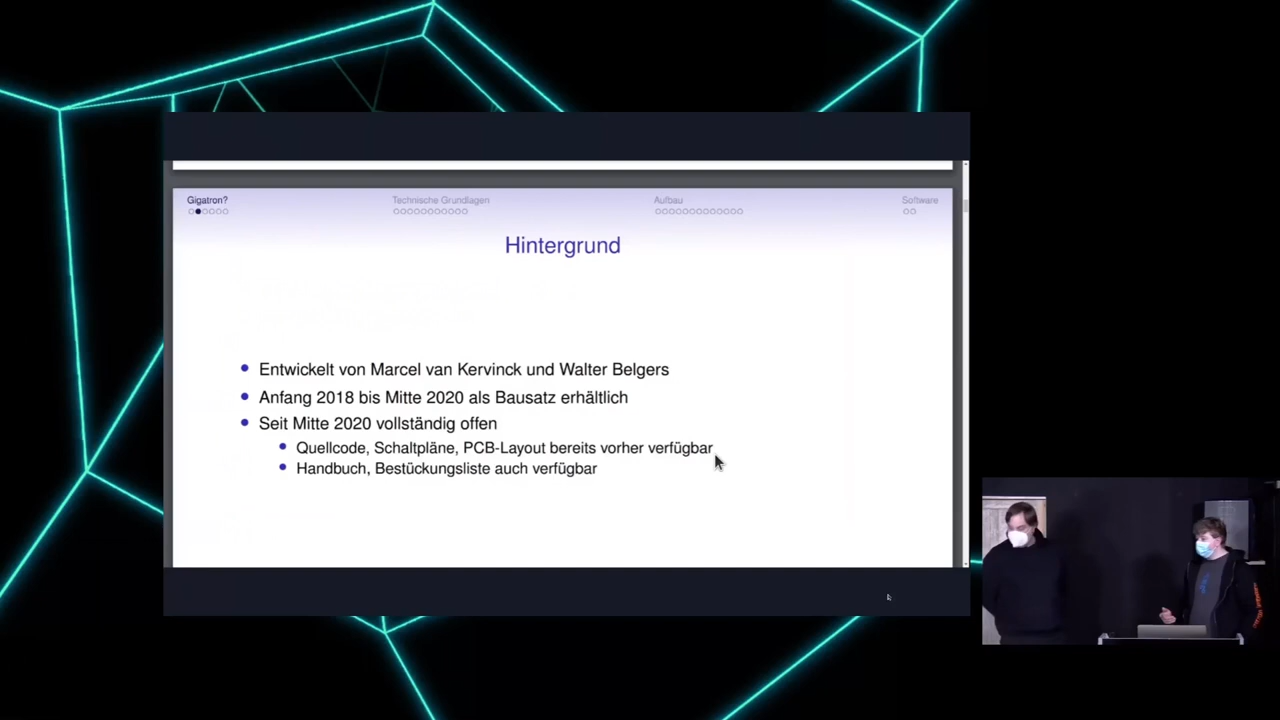 Gigatron?
Technische Grundlagen
Aufbau
Software
Hintergrund
Entwickelt von Marcel van Kervinck und Walter Belgers
Anfang 2018 bis Mitte 2020 als Bausatz erhältlich
Seit Mitte 2020 vollständig offen
Quellcode, Schaltpläne, PCB-Layout bereits vorher verfügbar
Handbuch, Bestückungsliste auch verfügbar